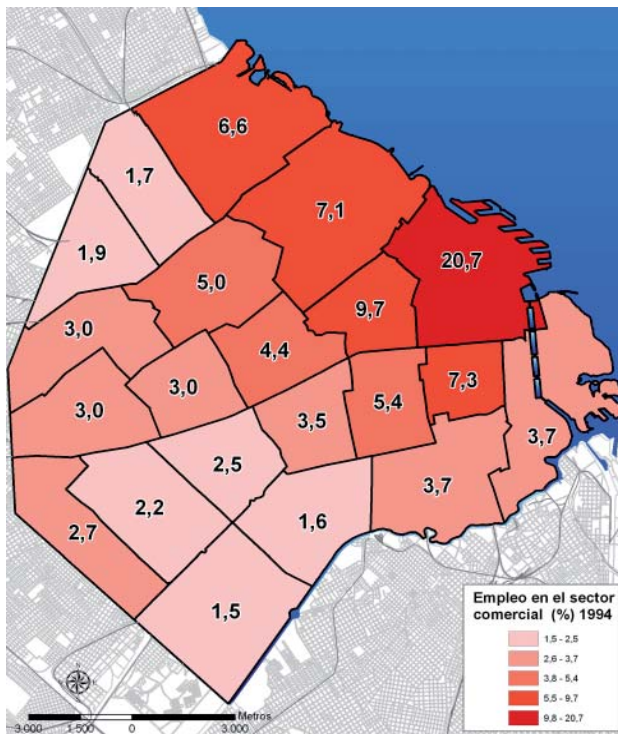 6,6
1,7
7,1
1,9
20,7
5,0
9,7
3,0
4,4
7,3
3,0
5,4
3,0
3,5
2,5
3,7
3,7
2,2
2,7
1,6
1,5
Empleo en el sector
comercial (%) 1994
1,5 - 2,5
2,6 - 3,7
3,8 - 5,4
5,5 - 9,7
9,8 - 20,7
N
3.000 1.500 0 3.000 Metros